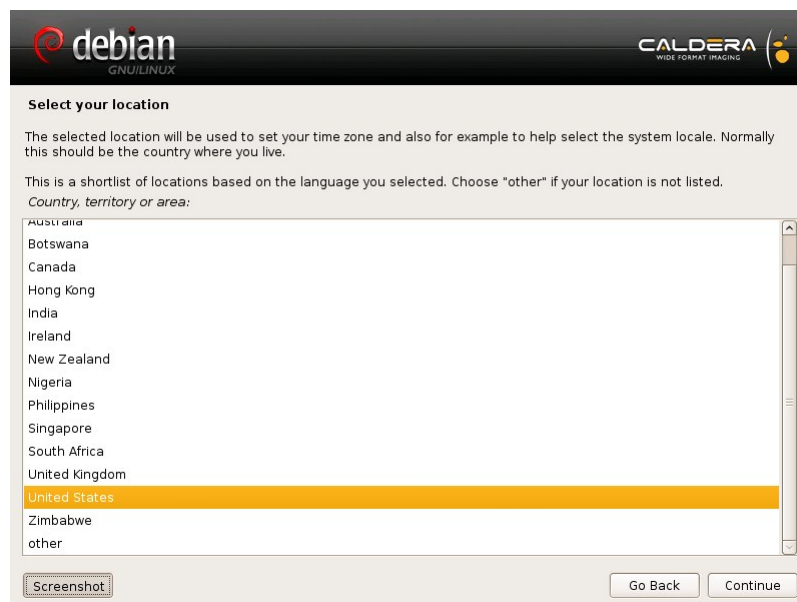 debian
GNU/LINUX
CALDERA
WIDE FORMAT IMAGING
Select your location
The selected location will be used to set your time zone and also for example to help select the system locale. Normally
this should be the country where you live.
This is a shortlist of locations based on the language you selected. Choose "other" if your location is not listed.
Country, territory or area:
Australia
Botswana
Canada
Hong Kong
India
Ireland
New Zealand
Nigeria
Philippines
Singapore
South Africa
United Kingdom
United States
Zimbabwe
other
Screenshot
Go Back
Continue